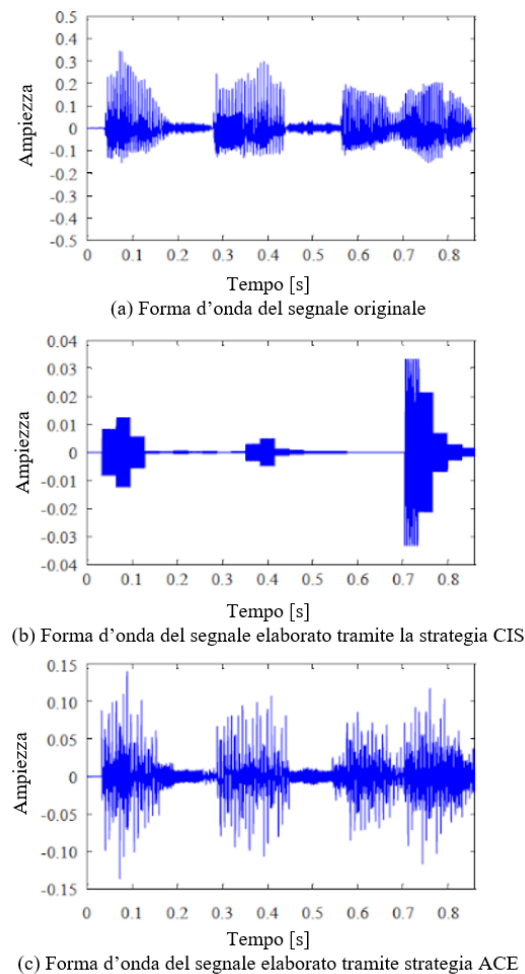 Ampiezza
0.5
0.4
0.3
0.2
0.1
0
-0.1
-0.2
-0.3
-0.4
-0.5
0 0.1 0.2 0.3 0.4 0.5 0.6 0.7 0.8
Tempo [s]
(a) Forma d'onda del segnale originale
Ampiezza
0.04
0.03
0.02
0.01
0
-0.01
-0.02
-0.03
-0.04
0 0.1 0.2 0.3 0.4 0.5 0.6 0.7 0.8
Tempo [s]
(b) Forma d'onda del segnale elaborato tramite la strategia CIS
Ampiezza
0.15
0.10
0.05
0
-0.05
-0.10
-0.15
0 0.1 0.2 0.3 0.4 0.5 0.6 0.7 0.8
Tempo [s]
(c) Forma d'onda del segnale elaborato tramite strategia ACE